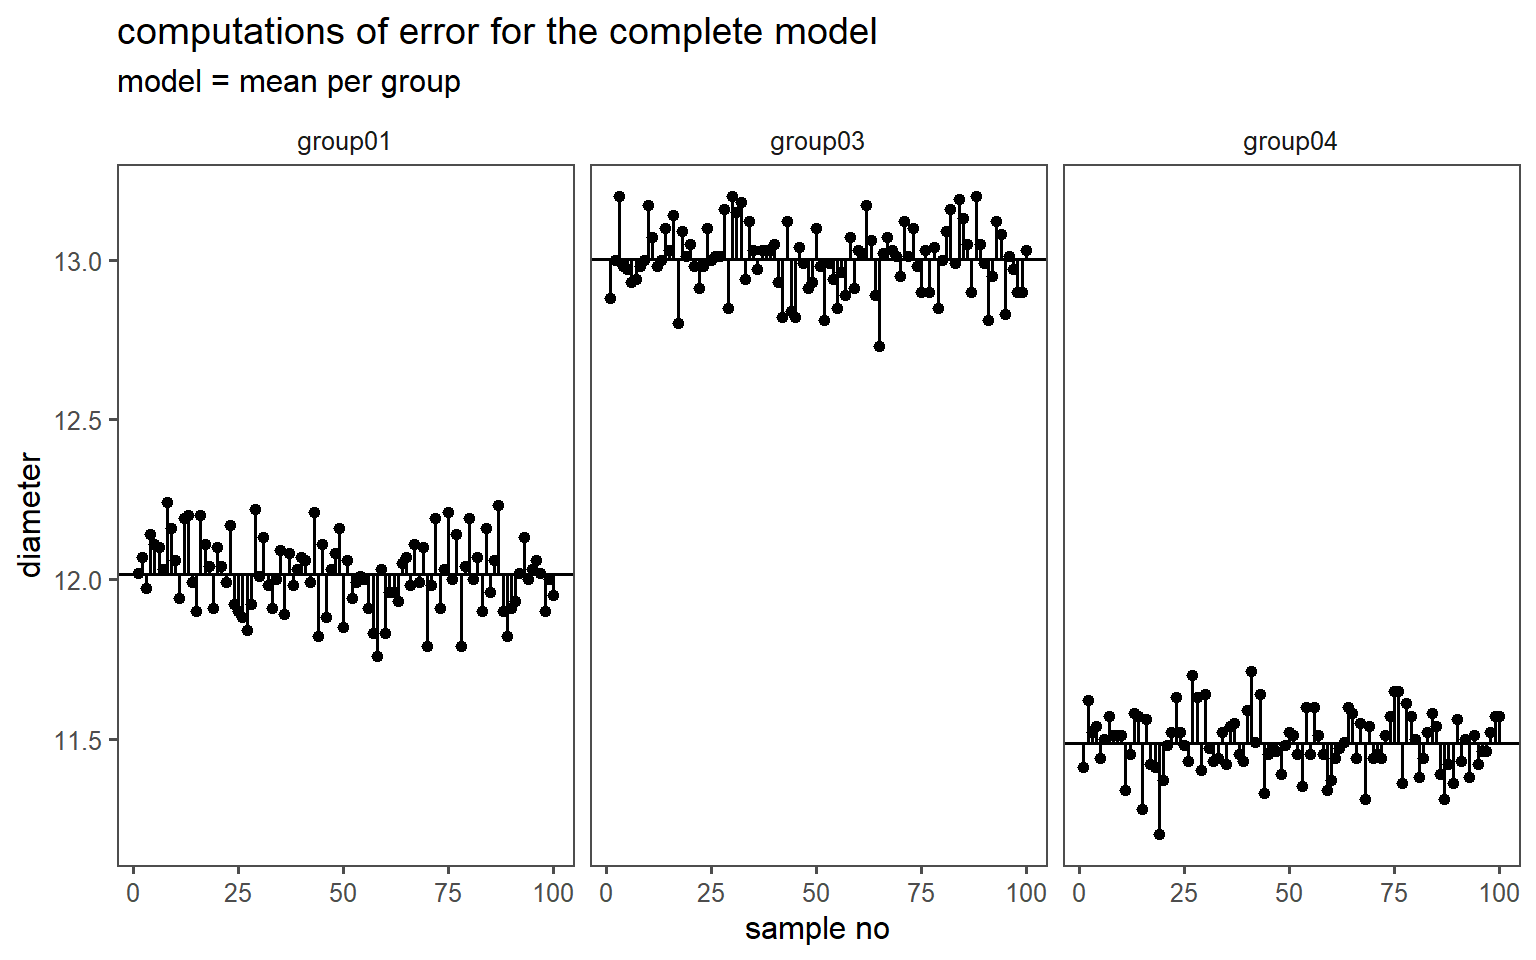 computations of error for the complete model
model = mean per group
group01 group03 group04
13.0
12.5
12.0
11.5
diameter
0 25 50 75 100 0 25 50 75 100 0 25 50 75 100
sample no